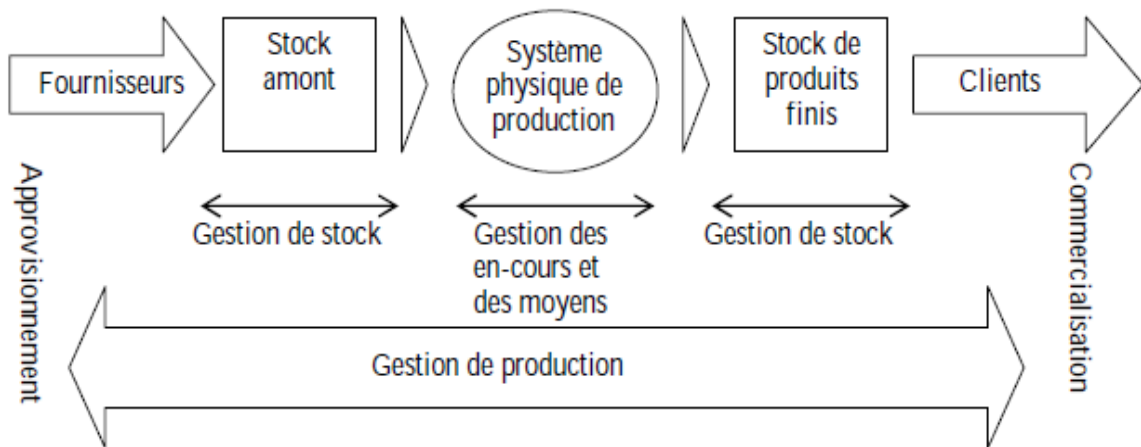 Fournisseurs
Stock
amont
Système
physique de
production
Stock de
produits
finis
Clients
Approvisionnement
Gestion de stock
Gestion des
en-cours et
des moyens
Gestion de stock
Commercialisation
Gestion de production